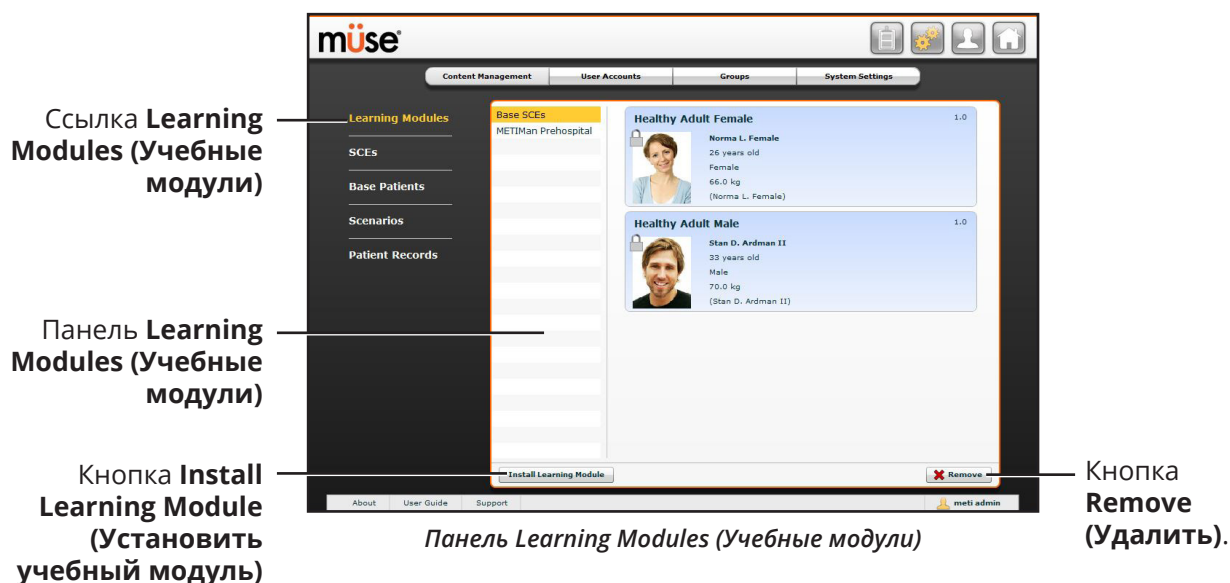 müse®
Content Management User Accounts Groups System Settings
Ссылка Learning
Modules (Учебные
модули)
Learning Modules
SCEs
Base Patients
Scenarios
Patient Records
Base SCEs
METIMan Prehospital
Healthy Adult Female 1.0
Norma L. Female
26 years old
Female
66.0 kg
(Norma L. Female)
Healthy Adult Male 1.0
Stan D. Ardman II
33 years old
Male
70.0 kg
(Stan D. Ardman II)
Панель Learning
Modules (Учебные
модули)
Кнопка Install
Learning Module
(Установить
учебный модуль)
Install Learning Module Remove
Кнопка
Remove
(Удалить).
About User Guide Support meti admin
Панель Learning Modules (Учебные модули)